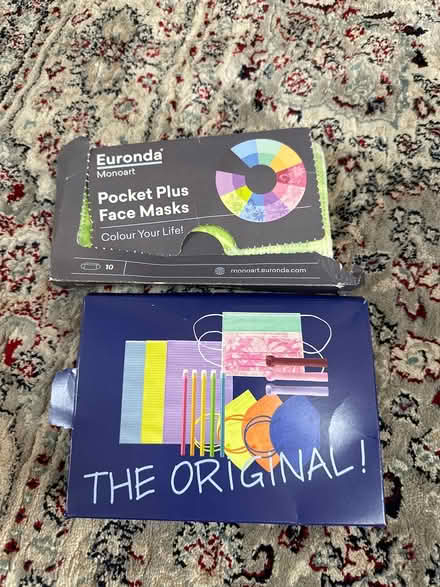 Euronda®
Monoart
Pocket Plus
Face Masks
Colour Your Life!
10
monoart.euronda.com
THE ORIGINAL!